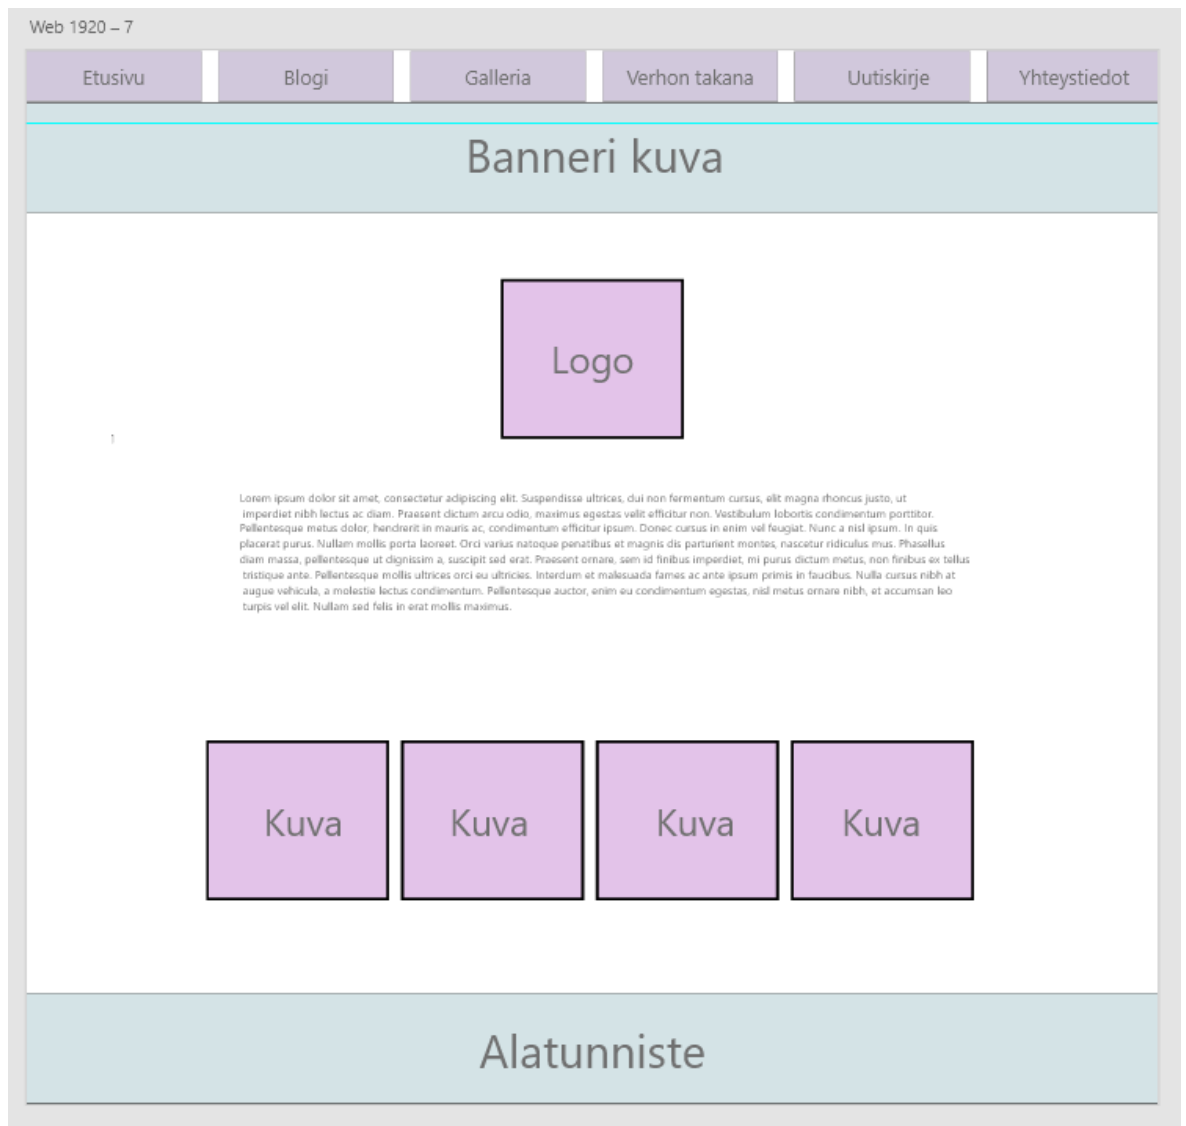 Web 1920 – 7
Etusivu Blogi Galleria Verhon takana Uutiskirje Yhteystiedot
Banneri kuva
Logo
Lorem ipsum dolor sit amet, consectetur adipiscing elit. Suspendisse ultrices, dui non fermentum cursus, elit magna rhoncus justo, ut
imperdiet nibh lectus ac diam. Praesent dictum arcu odio, maximus egestas velit efficitur non. Vestibulum lobortis condimentum porttitor.
Pellentesque metus dolor, hendrerit in mauris ac, condimentum efficitur ipsum. Donec cursus in enim vel feugiat. Nunc a nisl ipsum. In quis
placerat purus. Nullam mollis porta laoreet. Orci varius natoque penatibus et magnis dis parturient montes, nascetur ridiculus mus. Phasellus
diam massa, pellentesque ut dignissim a, suscipit sed erat. Praesent ornare, sem id finibus imperdiet, mi purus dictum metus, non finibus ex tellus
tristique ante. Pellentesque mollis ultrices orci eu ultricies. Interdum et malesuada fames ac ante ipsum primis in faucibus. Nulla cursus nibh at
augue vehicula, a molestie lectus condimentum. Pellentesque auctor, enim eu condimentum egestas, nisl metus ornare nibh, et accumsan leo
turpis vel elit. Nullam sed felis in erat mollis maximus.
Kuva Kuva Kuva Kuva
Alatunniste